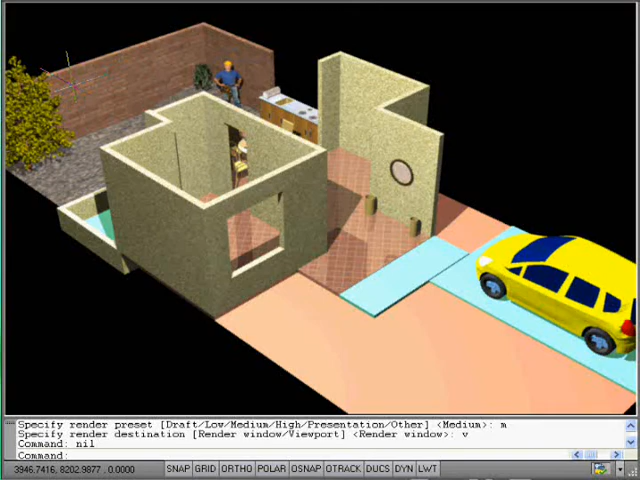 Specify render preset [Draft/Low/Medium/High/Presentation/Other] <Medium>: m
Specify render destination [Render window/Viewport] <Render window>: v
Command: nil
Command:
3946.7416, 8202.9877 , 0.0000 SNAP GRID ORTHO POLAR OSNAP OTRACK DUCS DYN LWT